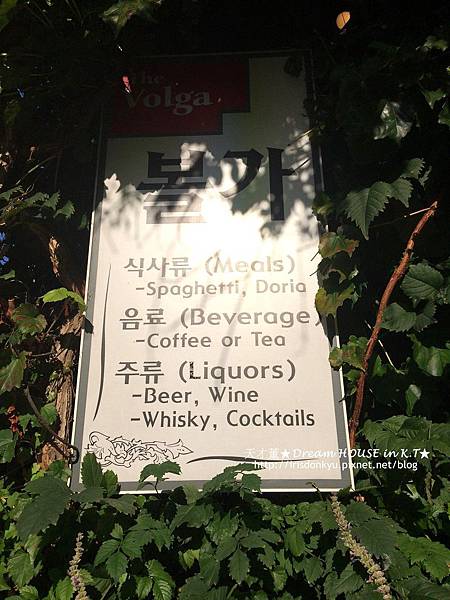 The
Volga
볼가
식사류 (Meals)
-Spaghetti, Doria
음료 (Beverage)
-Coffee or Tea
주류 (Liquors)
-Beer, Wine
-Whisky, Cocktails
天才董★Dream HOUSE in K.T★
http://irisdonkyu.pixnet.net/blog